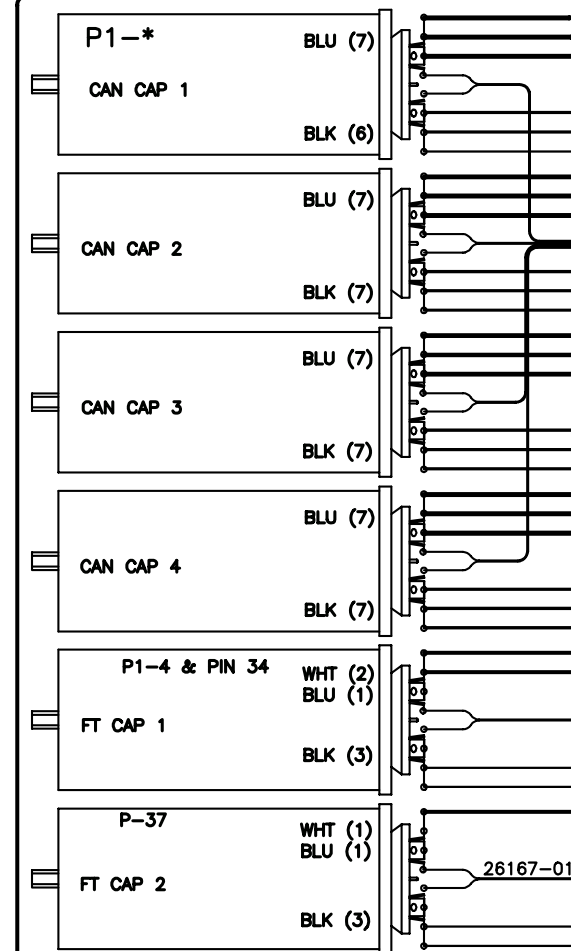 P1-*
BLU (7)
CAN CAP 1
BLK (6)
BLU (7)
CAN CAP 2
BLK (7)
BLU (7)
CAN CAP 3
BLK (7)
BLU (7)
CAN CAP 4
BLK (7)
P1-4 & PIN 34
WHT (2)
BLU (1)
FT CAP 1
BLK (3)
P-37
WHT (1)
BLU (1)
26167-01
FT CAP 2
BLK (3)